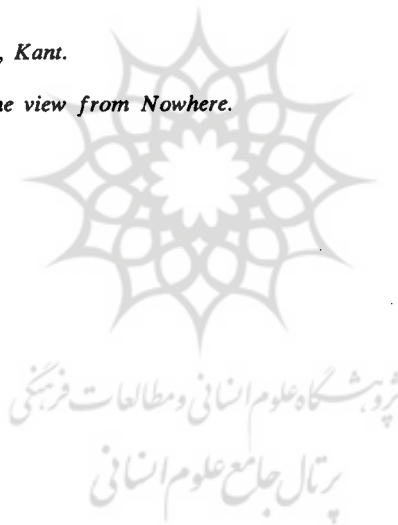 , Kant.
he view from Nowhere.
پژوهشگاه علوم انسانی و مطالعات فرهنگی
پرتال جامع علوم انسانی